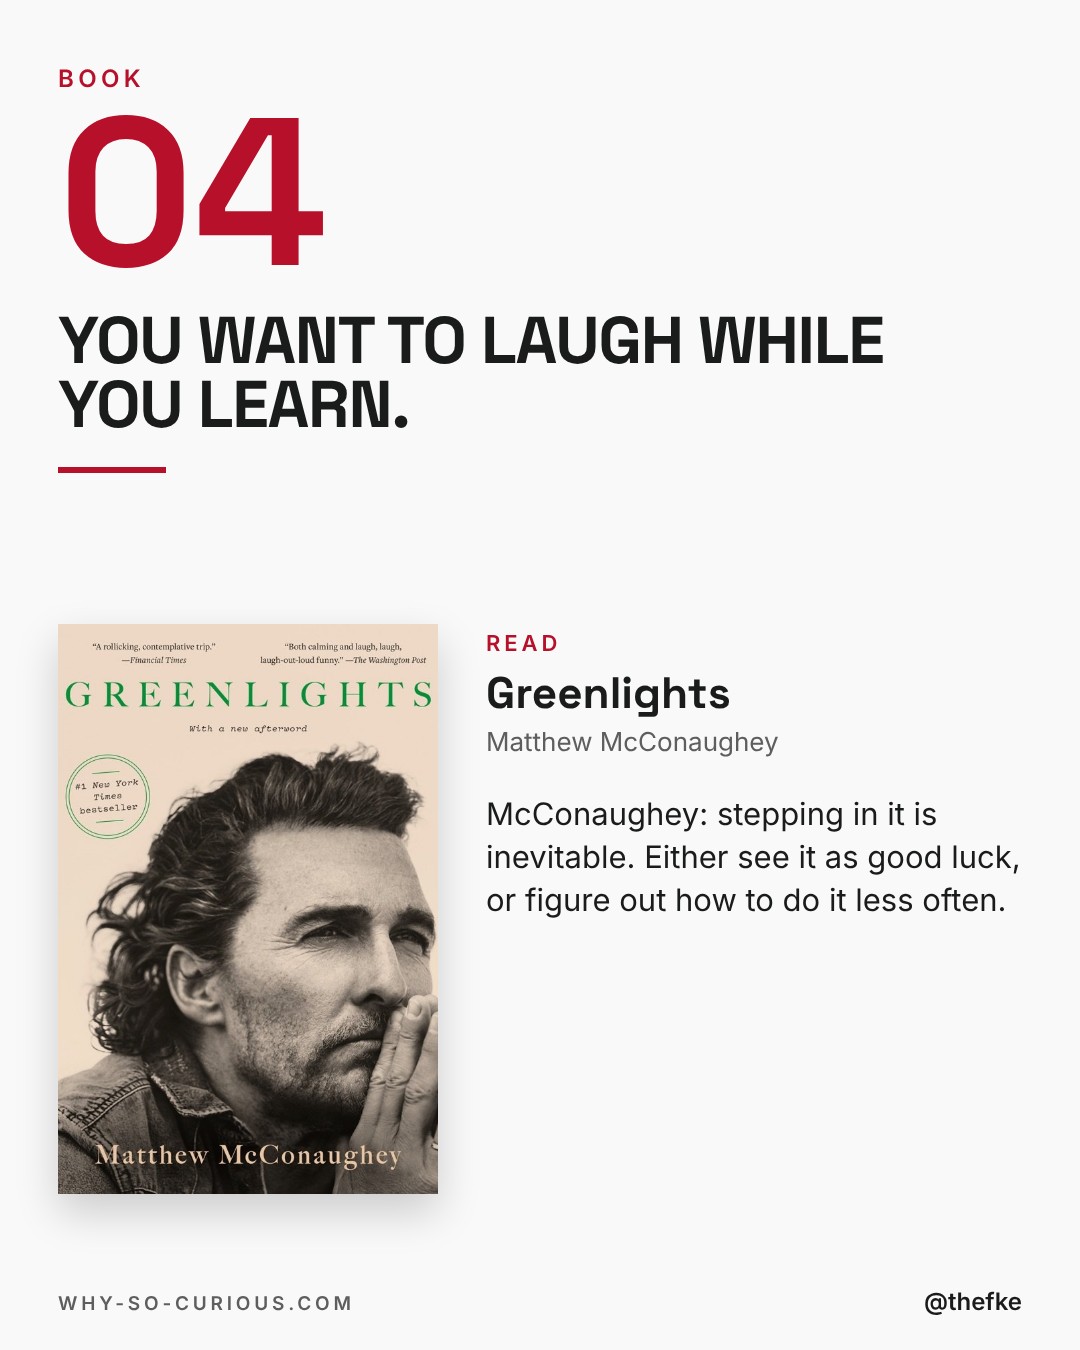 BOOK
04
YOU WANT TO LAUGH WHILE
YOU LEARN.
“A rollicking, contemplative trip.”
—Financial Times
“Both calming and laugh, laugh,
laugh-out-loud funny.” —The Washington Post
GREENLIGHTS
With a new afterword
#1 New York
Times
bestseller
Matthew McConaughey
READ
Greenlights
Matthew McConaughey
McConaughey: stepping in it is
inevitable. Either see it as good luck,
or figure out how to do it less often.
WHY-SO-CURIOUS.COM
@thefke